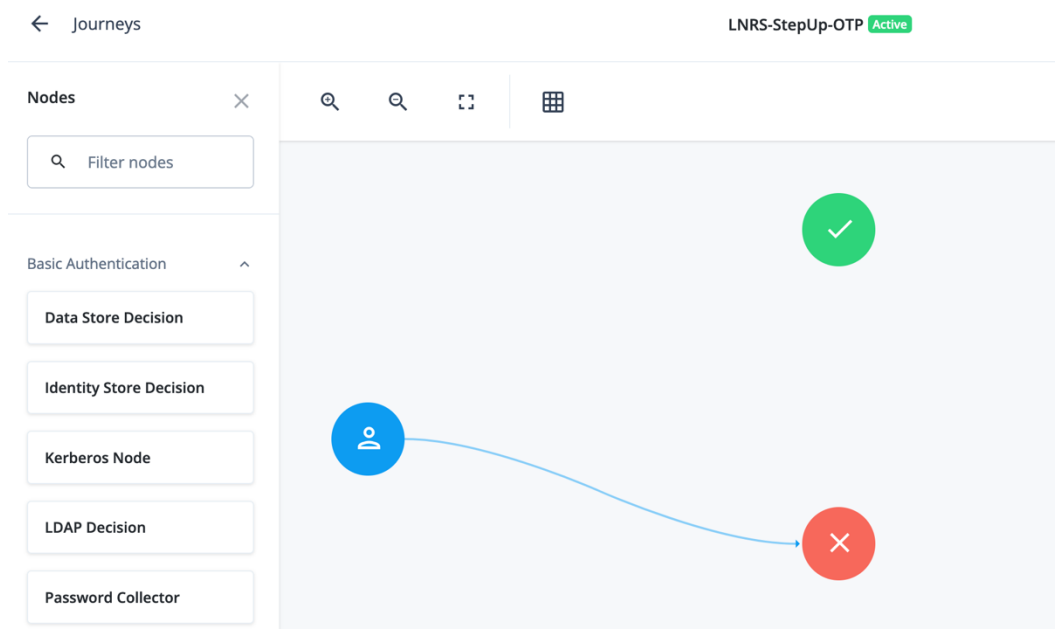 Journeys
LNRS-StepUp-OTP Active
Nodes
Filter nodes
Basic Authentication
Data Store Decision
Identity Store Decision
Kerberos Node
LDAP Decision
Password Collector